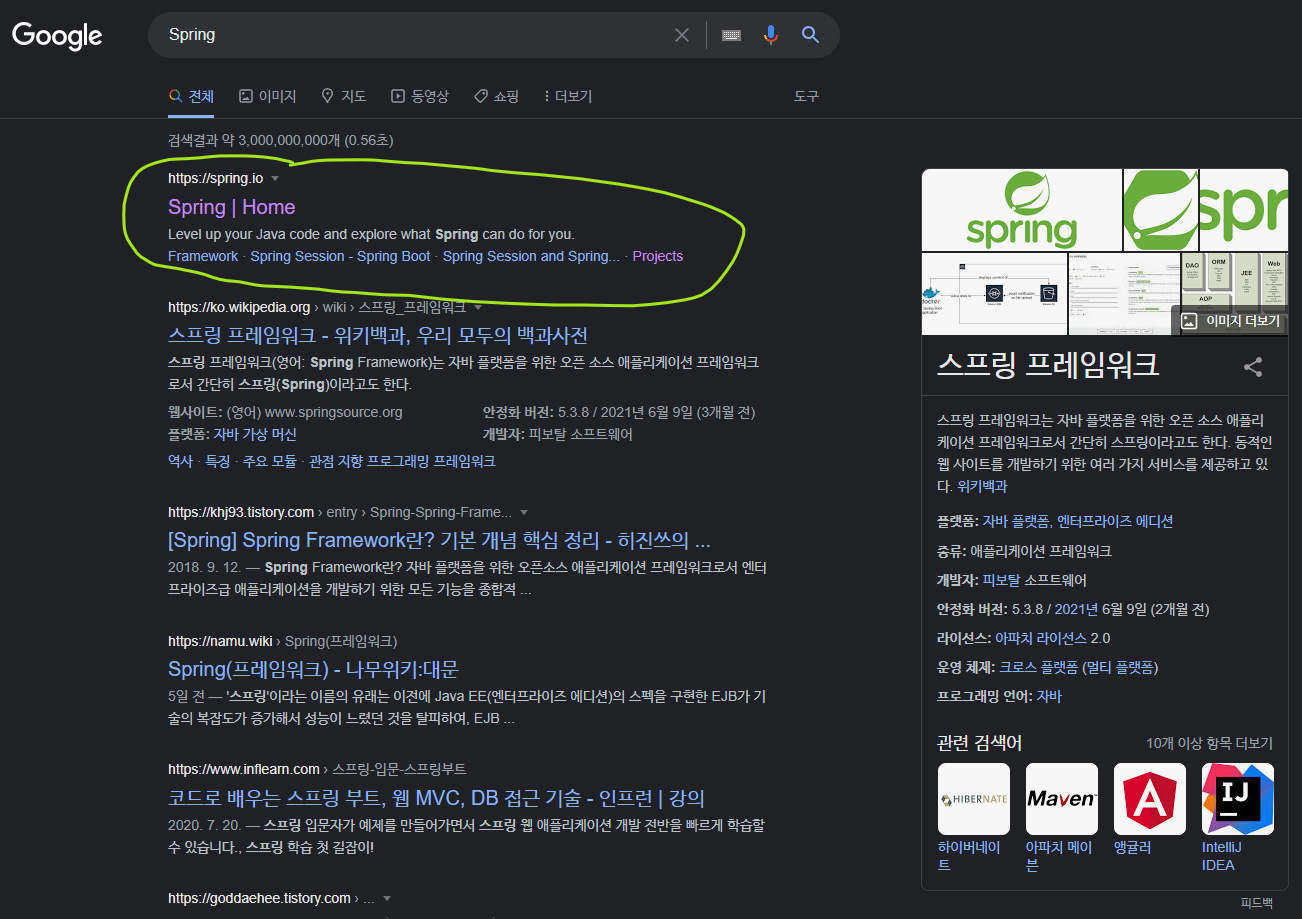 Google
Spring
전체 이미지 지도 동영상 쇼핑 더보기 도구
검색결과 약 3,000,000,000개 (0.56초)
https://spring.io
Spring | Home
Level up your Java code and explore what Spring can do for you.
Framework · Spring Session - Spring Boot · Spring Session and Spring... · Projects
https://ko.wikipedia.org › wiki › 스프링_프레임워크
스프링 프레임워크 - 위키백과, 우리 모두의 백과사전
스프링 프레임워크(영어: Spring Framework)는 자바 플랫폼을 위한 오픈 소스 애플리케이션 프레임워크
로서 간단히 스프링(Spring)이라고도 한다.
웹사이트: (영어) www.springsource.org 안정화 버전: 5.3.8 / 2021년 6월 9일 (3개월 전)
플랫폼: 자바 가상 머신 개발자: 피보탈 소프트웨어
역사 · 특징 · 주요 모듈 · 관점 지향 프로그래밍 프레임워크
https://khj93.tistory.com › entry › Spring-Spring-Frame...
[Spring] Spring Framework란? 기본 개념 핵심 정리 - 히진쓰의 ...
2018. 9. 12. — Spring Framework란? 자바 플랫폼을 위한 오픈소스 애플리케이션 프레임워크로서 엔터
프라이즈급 애플리케이션을 개발하기 위한 모든 기능을 종합적 ...
https://namu.wiki › Spring(프레임워크)
Spring(프레임워크) - 나무위키:대문
5일 전 — '스프링'이라는 이름의 유래는 이전에 Java EE(엔터프라이즈 에디션)의 스펙을 구현한 EJB가 기
술의 복잡도가 증가해서 성능이 느렸던 것을 탈피하여, EJB ...
https://www.inflearn.com › 스프링-입문-스프링부트
코드로 배우는 스프링 부트, 웹 MVC, DB 접근 기술 - 인프런 | 강의
2020. 7. 20. — 스프링 입문자가 예제를 만들어가면서 스프링 웹 애플리케이션 개발 전반을 빠르게 학습할
수 있습니다., 스프링 학습 첫 길잡이!
https://goddaehee.tistory.com › ...
spring
spr
docker
DAO ORM JEE Web
AOP
이미지 더보기
스프링 프레임워크
스프링 프레임워크는 자바 플랫폼을 위한 오픈 소스 애플리
케이션 프레임워크로서 간단히 스프링이라고도 한다. 동적인
웹 사이트를 개발하기 위한 여러 가지 서비스를 제공하고 있
다. 위키백과
플랫폼: 자바 플랫폼, 엔터프라이즈 에디션
종류: 애플리케이션 프레임워크
개발자: 피보탈 소프트웨어
안정화 버전: 5.3.8 / 2021년 6월 9일 (2개월 전)
라이선스: 아파치 라이선스 2.0
운영 체제: 크로스 플랫폼 (멀티 플랫폼)
프로그래밍 언어: 자바
관련 검색어 10개 이상 항목 더보기
HIBERNATE Maven A IJ
하이버네이
트
아파치 메이
븐
앵귤러
IntelliJ
IDEA
피드백